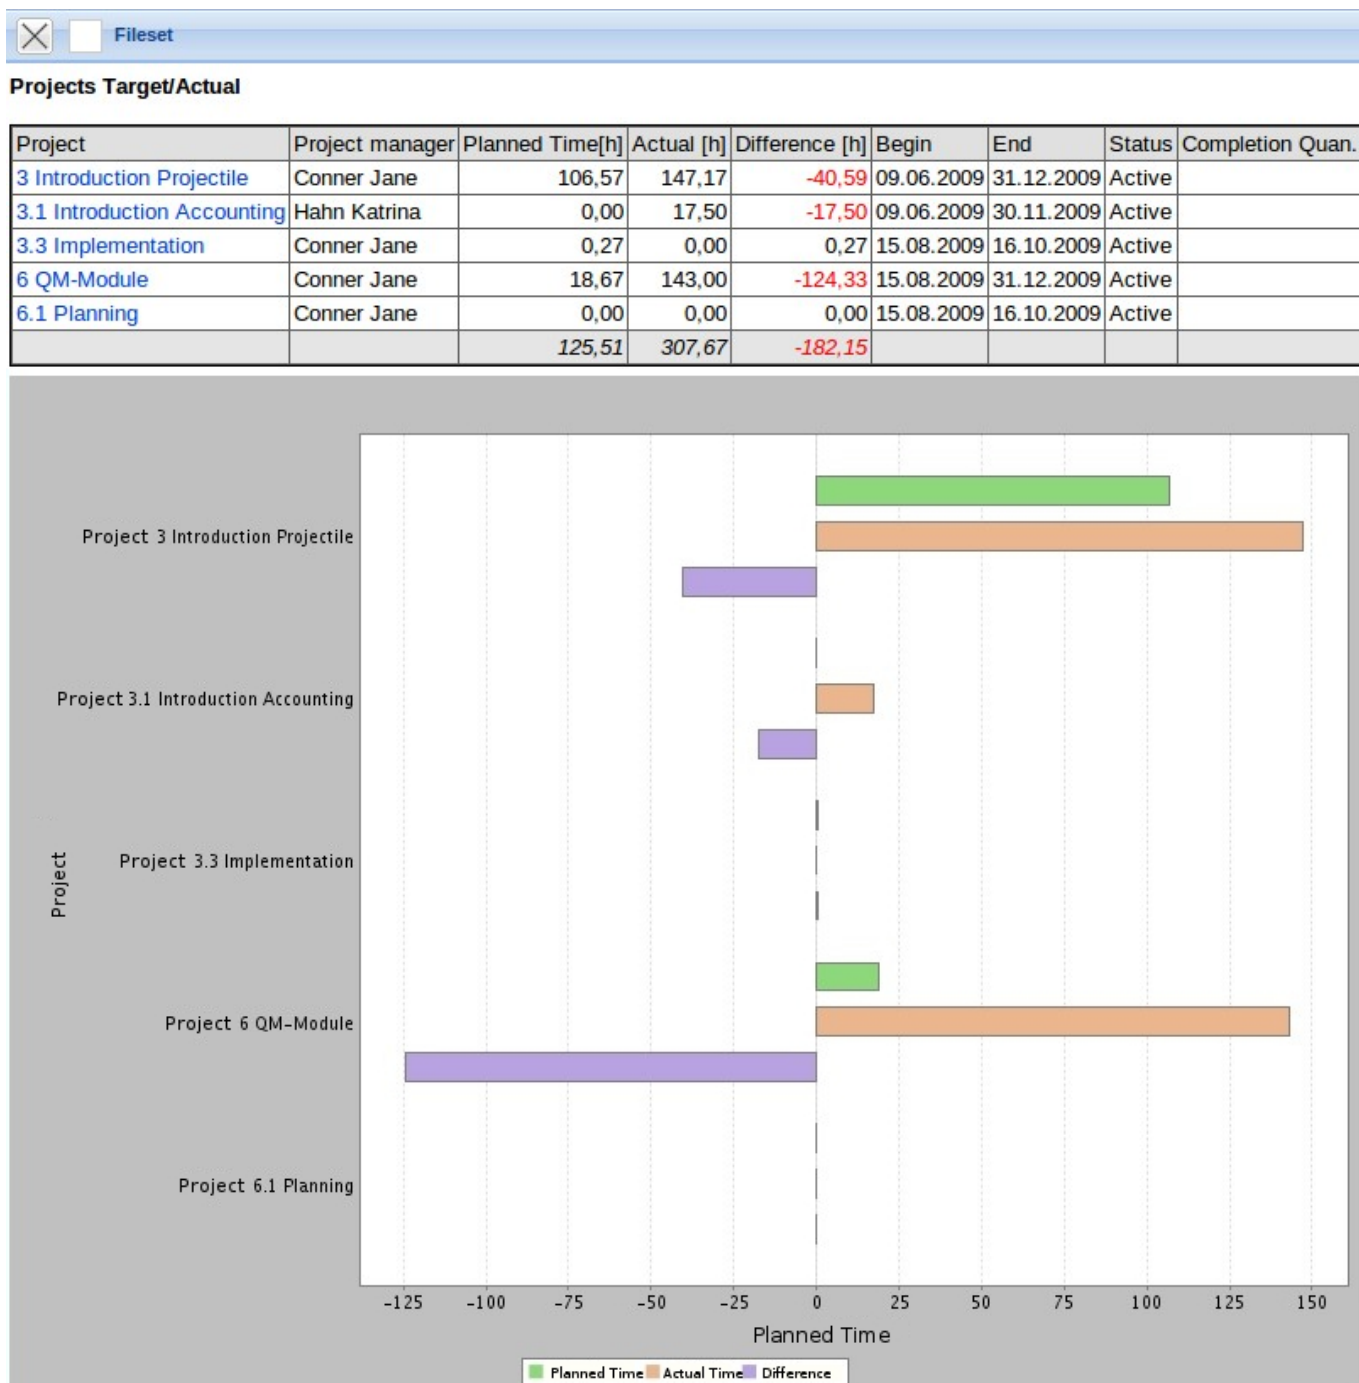 Fileset
Projects Target/Actual
Project Project manager Planned Time[h] Actual [h] Difference [h] Begin End Status Completion Quan.
3 Introduction Projectile Conner Jane 106,57 147,17 -40,59 09.06.2009 31.12.2009 Active
3.1 Introduction Accounting Hahn Katrina 0,00 17,50 -17,50 09.06.2009 30.11.2009 Active
3.3 Implementation Conner Jane 0,27 0,00 0,27 15.08.2009 16.10.2009 Active
6 QM-Module Conner Jane 18,67 143,00 -124,33 15.08.2009 31.12.2009 Active
6.1 Planning Conner Jane 0,00 0,00 0,00 15.08.2009 16.10.2009 Active
125,51 307,67 -182,15
Project 3 Introduction Projectile
Project 3.1 Introduction Accounting
Project 3.3 Implementation
Project
Project 6 QM-Module
Project 6.1 Planning
-125 -100 -75 -50 -25 0 25 50 75 100 125 150
Planned Time
Planned Time Actual Time Difference